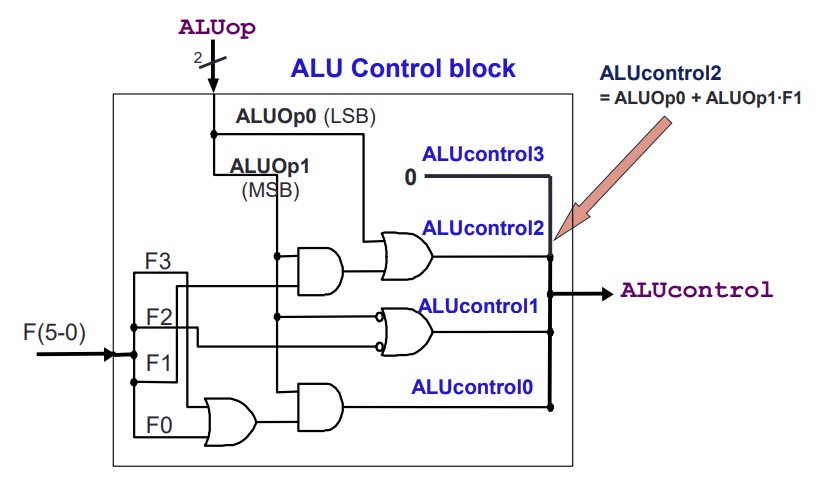 ALUop
2
ALU Control block
ALUcontrol2
= ALUOp0 + ALUOp1·F1
ALUOp0 (LSB)
ALUOp1
(MSB)
ALUcontrol3
0
ALUcontrol2
F3
ALUcontrol
ALUcontrol1
F2
F(5-0)
F1
ALUcontrol0
F0